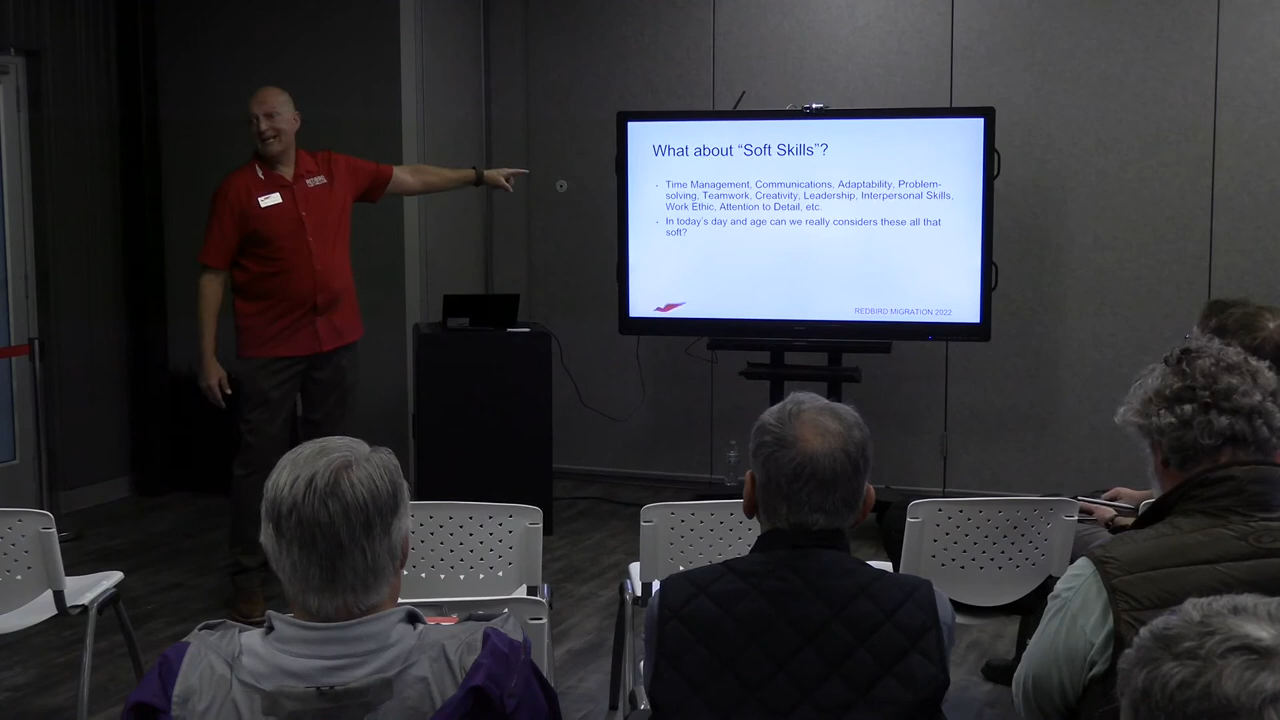 What about “Soft Skills”?
- Time Management, Communications, Adaptability, Problem-
solving, Teamwork, Creativity, Leadership, Interpersonal Skills,
Work Ethic, Attention to Detail, etc.
- In today's day and age can we really considers these all that
soft?
REDBIRD MIGRATION 2022
REDBIRD